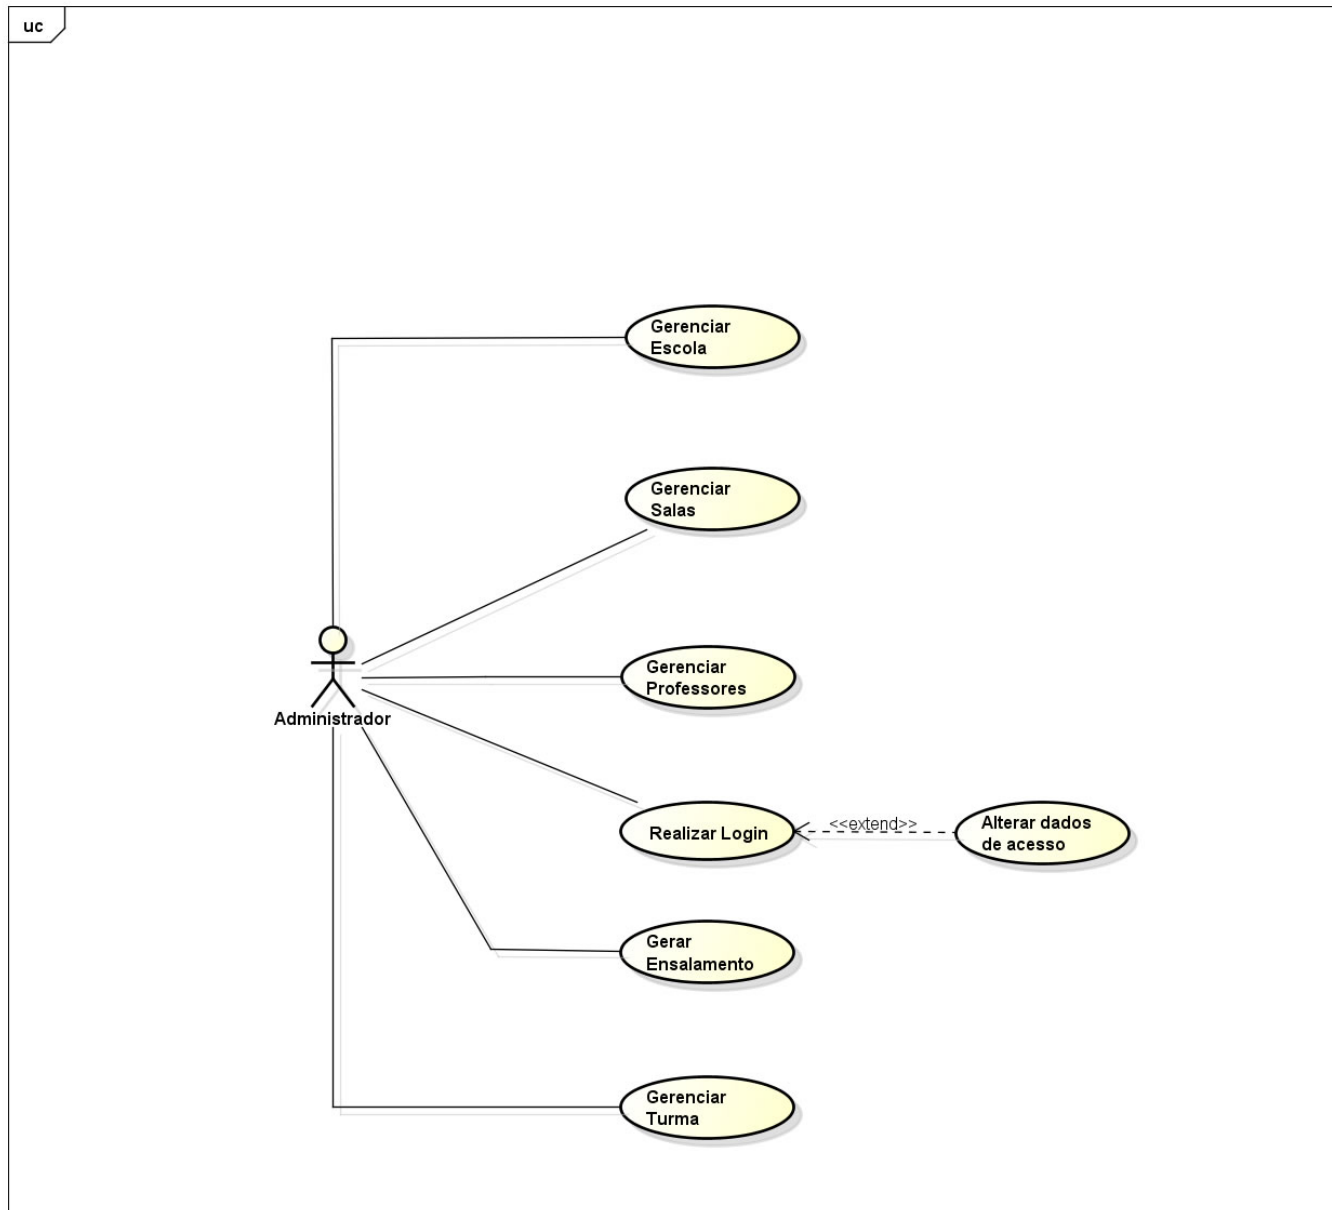 uc
Gerenciar
Escola
Gerenciar
Salas
Gerenciar
Professores
Administrador
Realizar Login
<<extend>>
Alterar dados
de acesso
Gerar
Ensalamento
Gerenciar
Turma